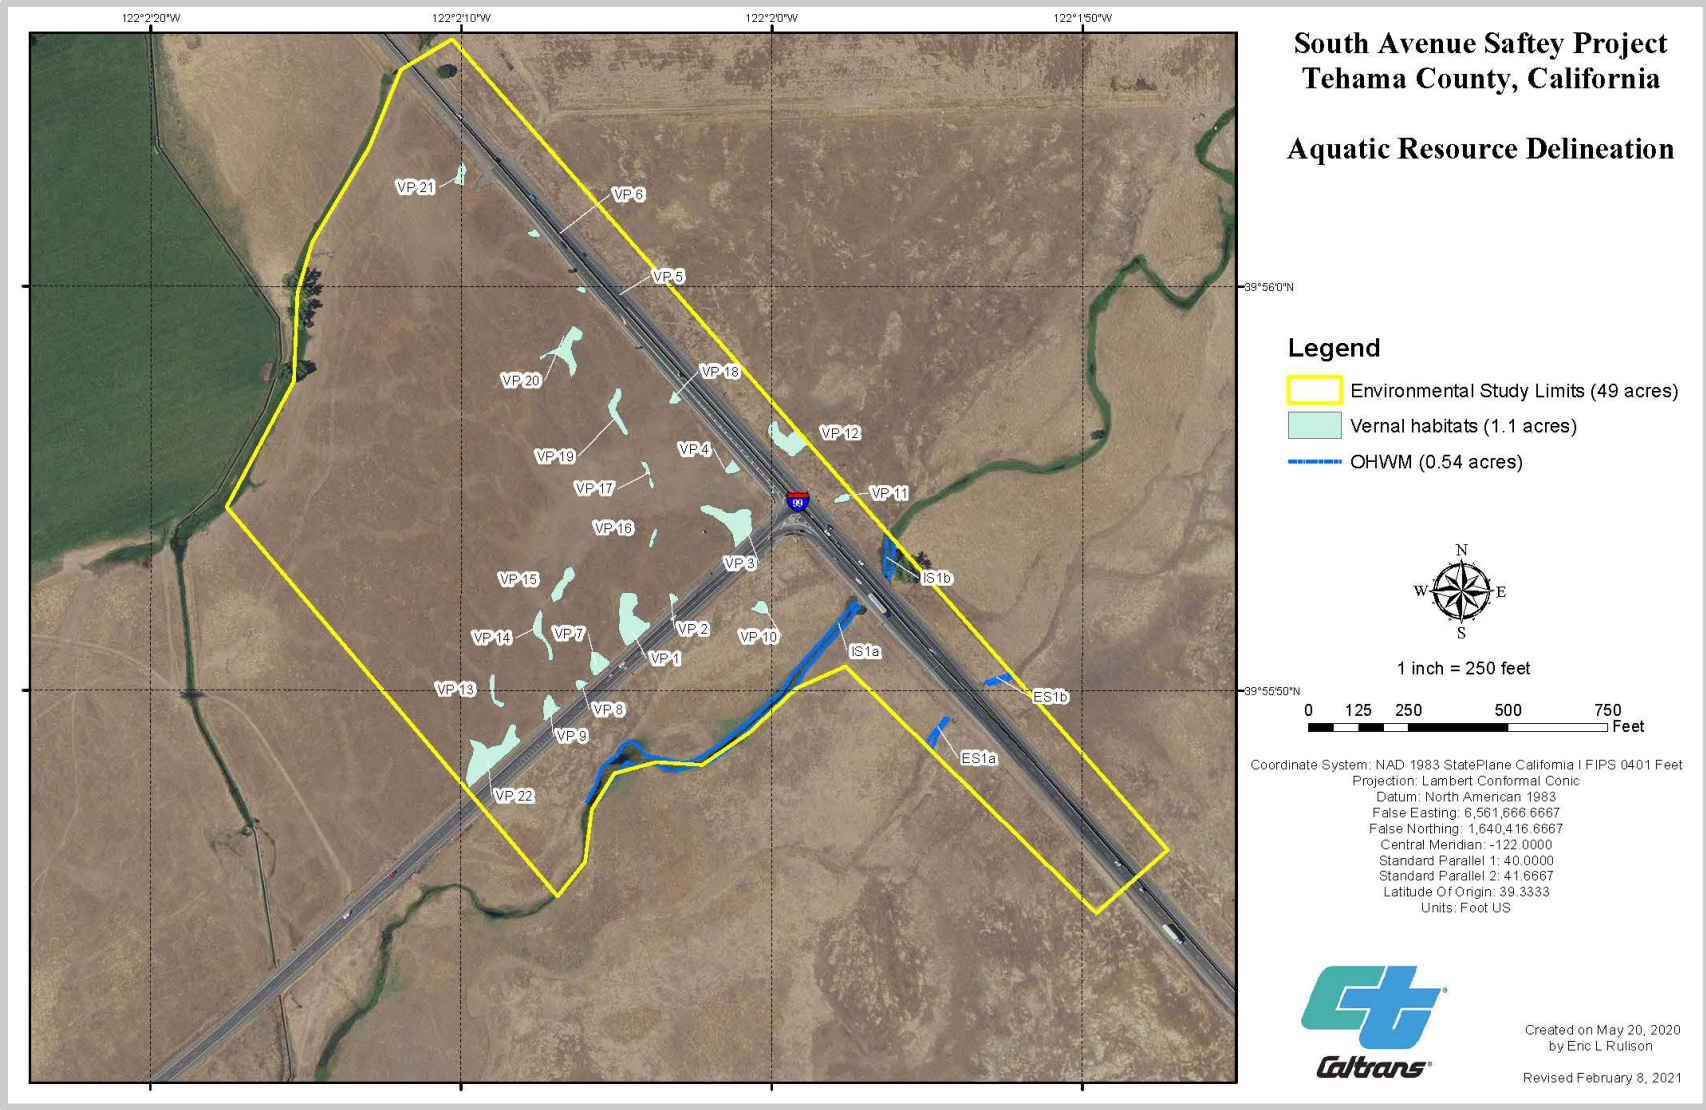 122°2'20"W
122°2'10"W
122°2'0"W
122°1'50"W
South Avenue Saftey Project
Tehama County, California
Aquatic Resource Delineation
VP 21
VP 6
VP 5
39°56'0"N
VP 18
VP 20
VP 12
VP 4
VP 19
VP 17
VP 11
99
VP 16
VP 3
VP 15
IS1b
VP 14
VP 7
VP 2
VP 10
VP 1
IS1a
VP 13
39°55'50"N
ES1b
VP 8
VP 9
ES1a
VP 22
Legend
Environmental Study Limits (49 acres)
Vernal habitats (1.1 acres)
OHWM (0.54 acres)
N
W E
S
1 inch = 250 feet
0 125 250 500 750
Feet
Coordinate System: NAD 1983 StatePlane California I FIPS 0401 Feet
Projection: Lambert Conformal Conic
Datum: North American 1983
False Easting: 6,561,666.6667
False Northing: 1,640,416.6667
Central Meridian: -122.0000
Standard Parallel 1: 40.0000
Standard Parallel 2: 41.6667
Latitude Of Origin: 39.3333
Units: Foot US
ct®
Caltrans®
Created on May 20, 2020
by Eric L Rulison
Revised February 8, 2021